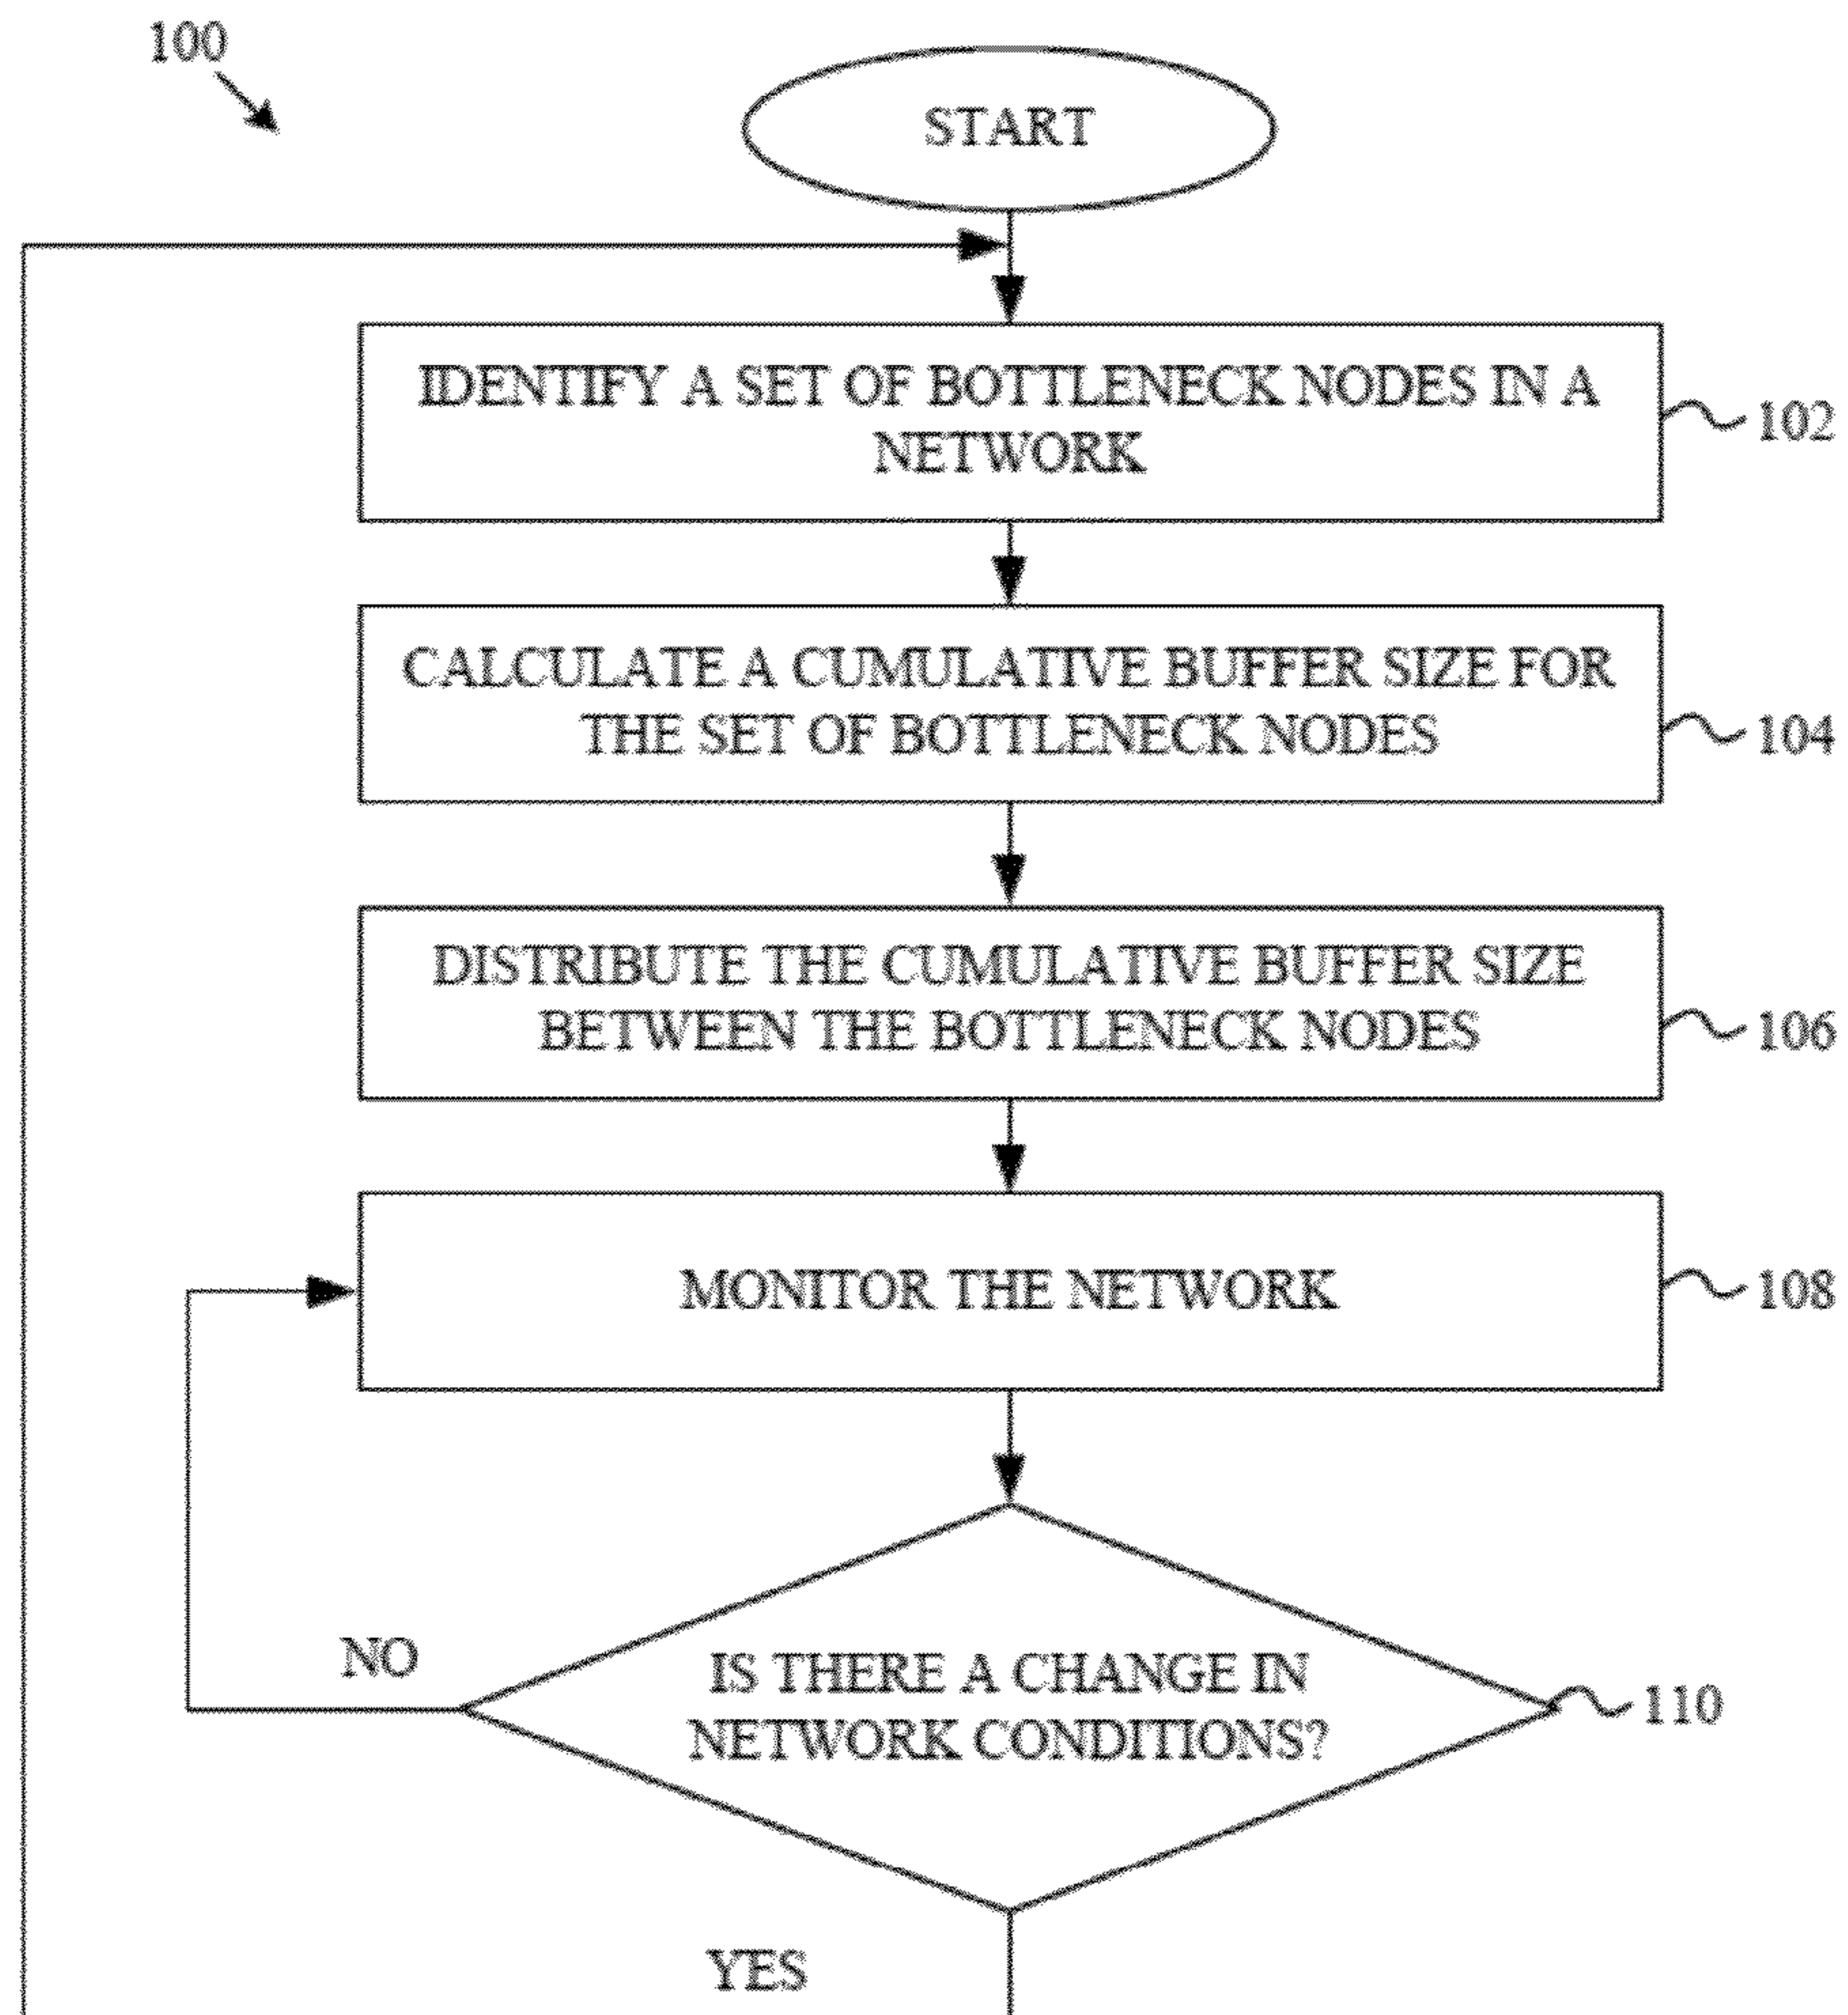 100
START
IDENTIFY A SET OF BOTTLENECK NODES IN A
NETWORK
102
CALCULATE A CUMULATIVE BUFFER SIZE FOR
THE SET OF BOTTLENECK NODES
104
DISTRIBUTE THE CUMULATIVE BUFFER SIZE
BETWEEN THE BOTTLENECK NODES
106
MONITOR THE NETWORK
108
NO
IS THERE A CHANGE IN
NETWORK CONDITIONS?
110
YES